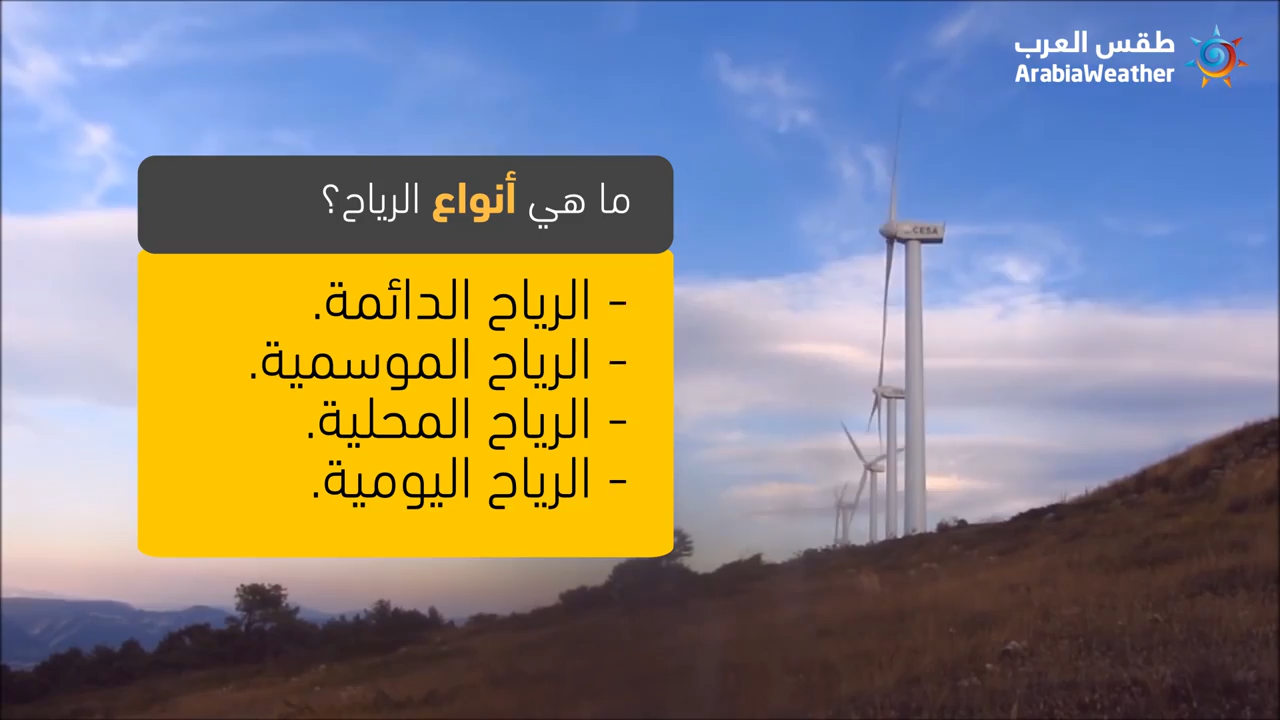 طقس العرب
ArabiaWeather
ما هي أنواع الرياح؟
- الرياح الدائمة.
- الرياح الموسمية.
- الرياح المحلية.
- الرياح اليومية.
CESA